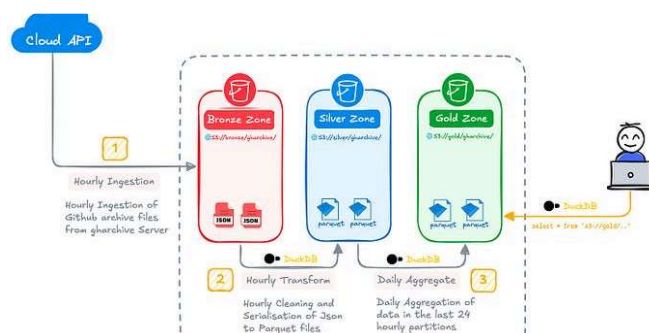 Cloud API
Bronze Zone
S3://bronze/gharchive/
JSON
JSON
Silver Zone
S3://silver/gharchive/
parquet
parquet
Gold Zone
S3://gold/gharchive/
parquet
parquet
1
Hourly Ingestion
Hourly Ingestion of
Github archive files
from gharchive Server
DuckDB
select * from "s3://gold/.."
2
DuckDB
Hourly Transform
Hourly Cleaning and
Serialisation of Json
to Parquet files
DuckDB
Daily Aggregate
3
Daily Aggregation of
data in the last 24
hourly partitions